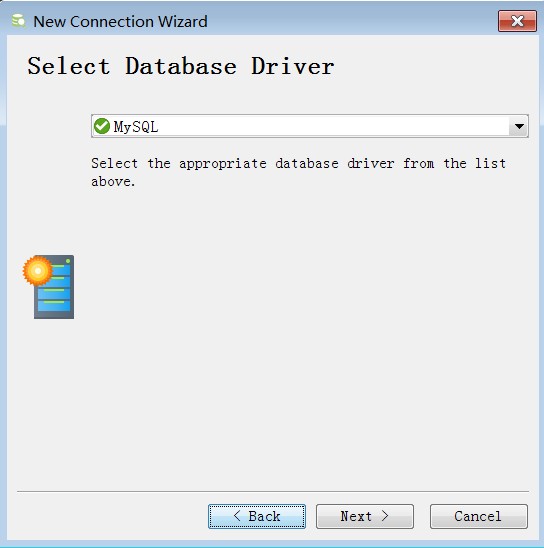 New Connection Wizard
Select Database Driver
MySQL
Select the appropriate database driver from the list
above.
< Back
Next >
Cancel